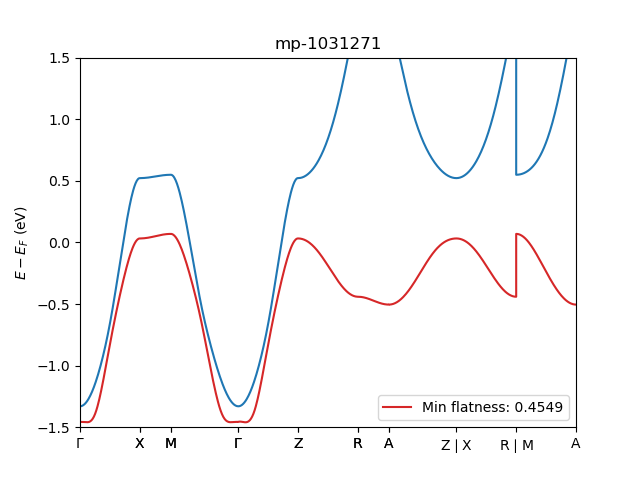 mp-1031271
E − E_F (eV)
1.5
1.0
0.5
0.0
−0.5
−1.0
−1.5
Min flatness: 0.4549
Γ X M Γ Z R A Z | X R | M A